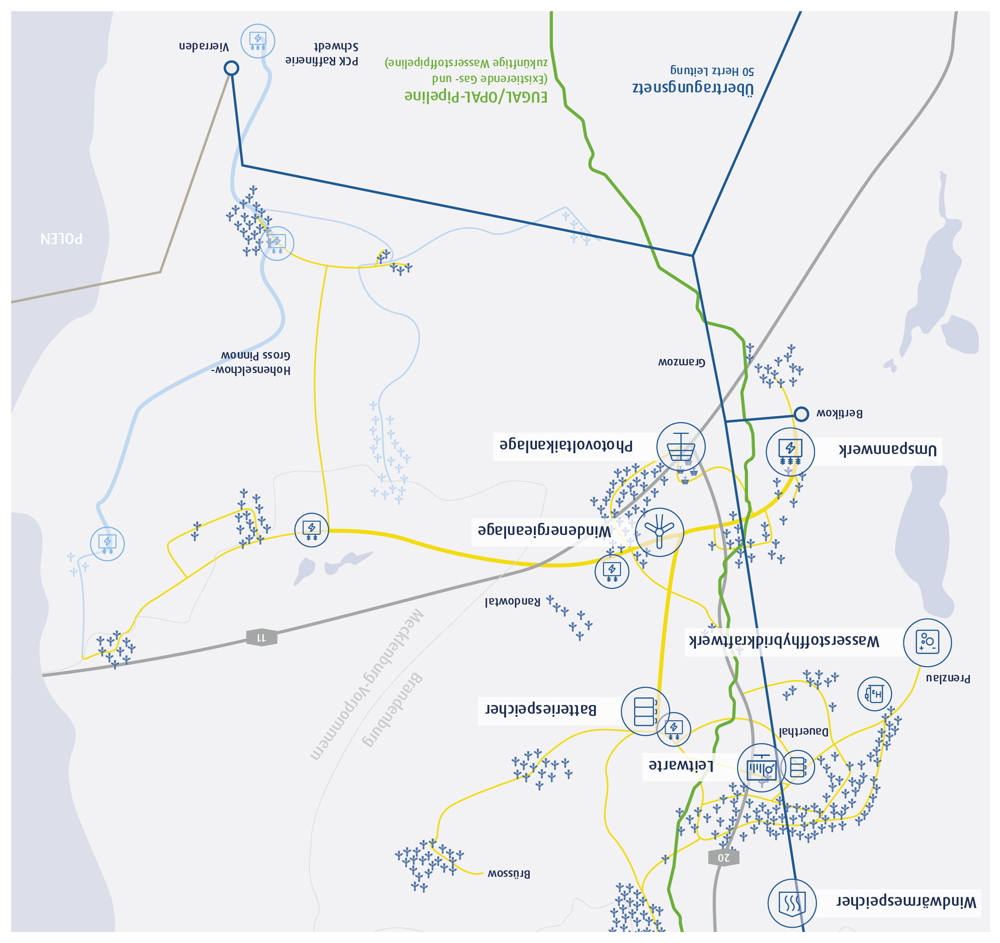 Windwärmespeicher
20
Brüssow
Leitwarte
Dauerthal
Batteriespeicher
H₂
Prenzlau
Brandenburg
Mecklenburg-Vorpommern
Wasserstoffhybridkraftwerk
11
Randowtal
Windenergieanlage
Umspannwerk
Photovoltaikanlage
Bertikow
Gramzow
Hohenselchow-
Gross Pinnow
POLEN
Übertragungsnetz
50 Hertz Leitung
EUGAL/OPAL-Pipeline
(Existierende Gas- und
zukünftige Wasserstoffpipeline)
PCK Raffinerie
Schwedt
Vierraden